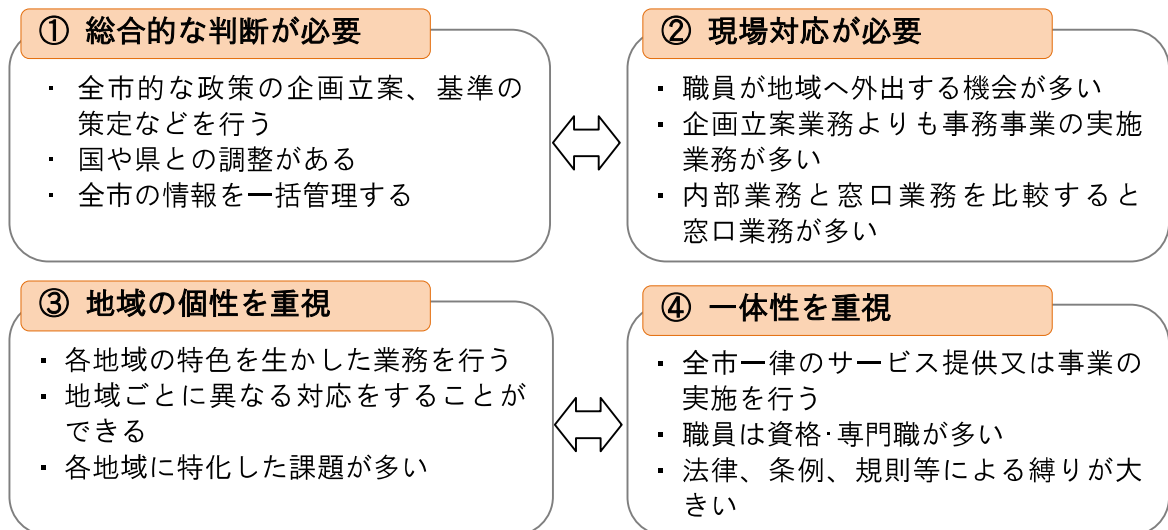 ① 総合的な判断が必要
・ 全市的な政策の企画立案、基準の
策定などを行う
・ 国や県との調整がある
・ 全市の情報を一括管理する
② 現場対応が必要
・ 職員が地域へ外出する機会が多い
・ 企画立案業務よりも事務事業の実施
業務が多い
・ 内部業務と窓口業務を比較すると
窓口業務が多い
③ 地域の個性を重視
・ 各地域の特色を生かした業務を行う
・ 地域ごとに異なる対応をすることが
できる
・ 各地域に特化した課題が多い
④ 一体性を重視
・ 全市一律のサービス提供又は事業の
実施を行う
・ 職員は資格・専門職が多い
・ 法律、条例、規則等による縛りが大
きい